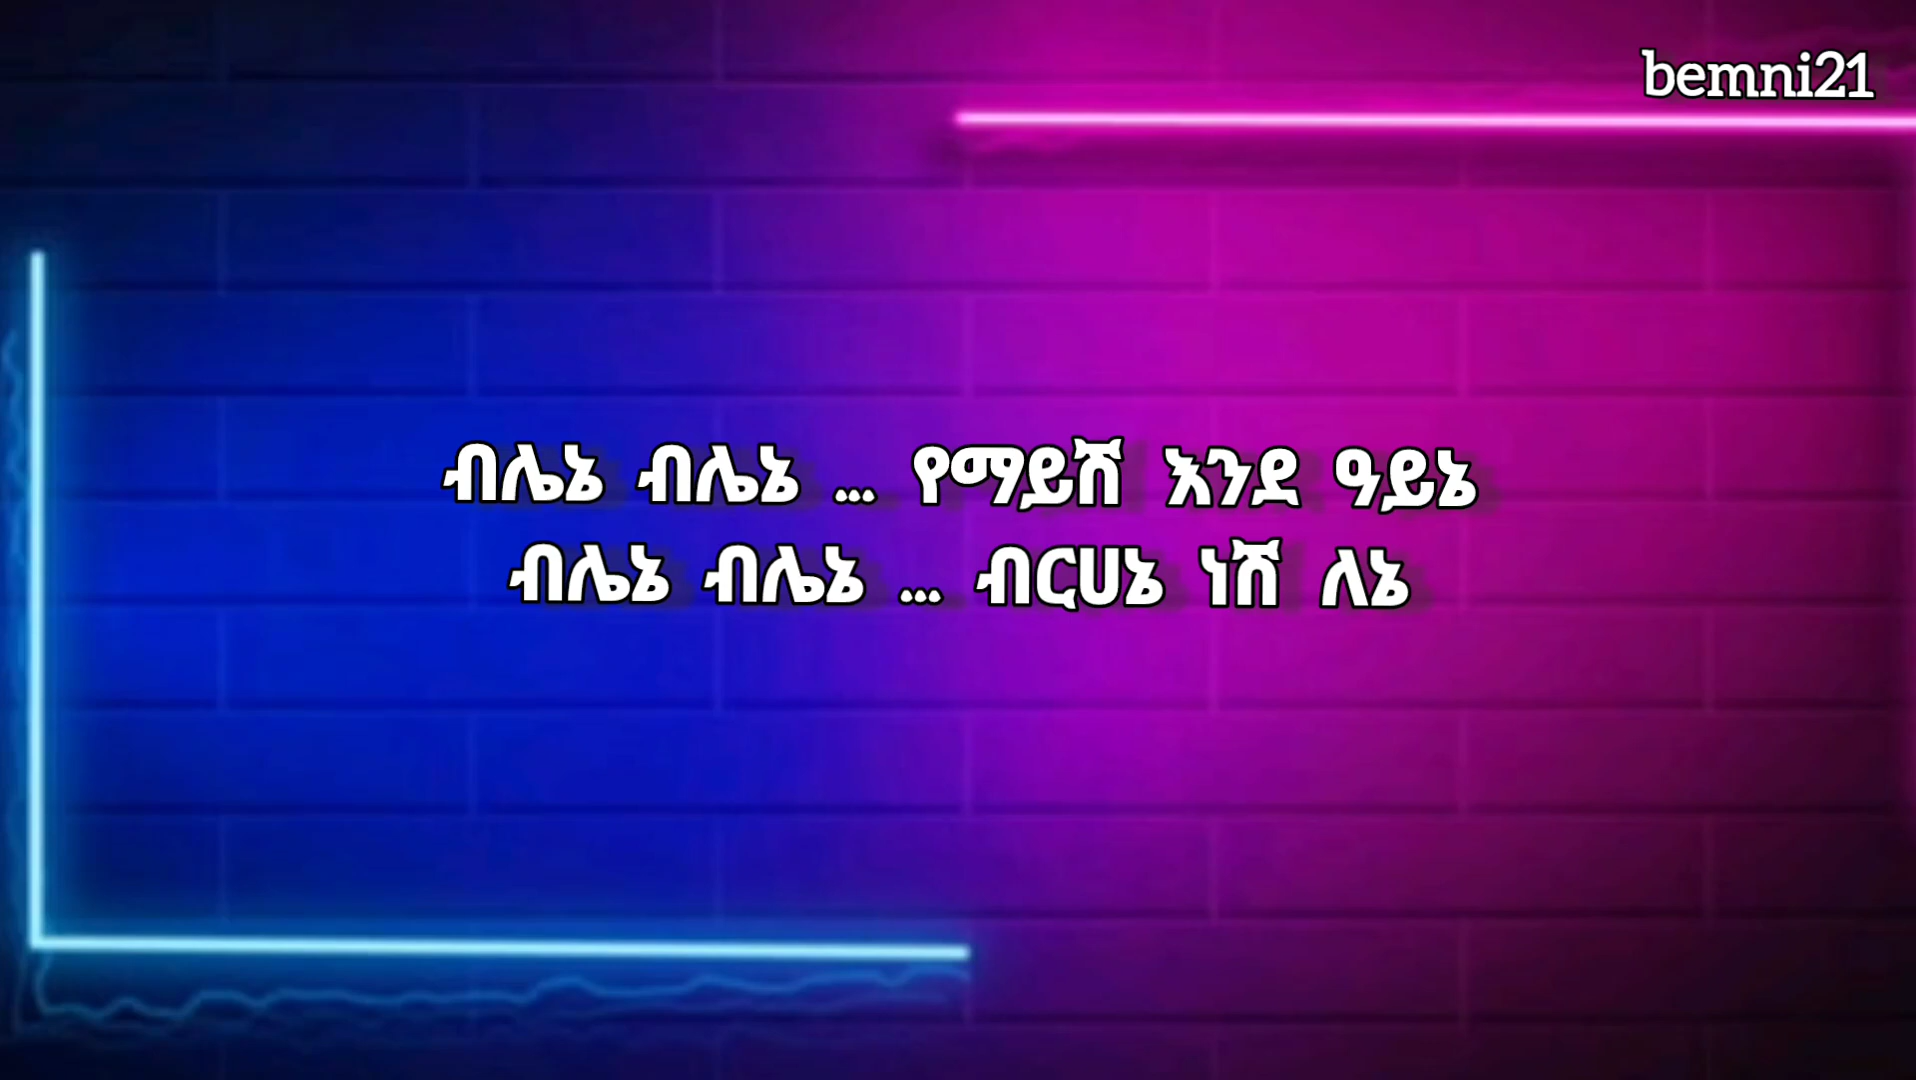 bemni21
ብሌኔ ብሌኔ ... የማይሽ እንደ ዓይኔ
ብሌኔ ብሌኔ ... ብርሀኔ ነሽ ለኔ